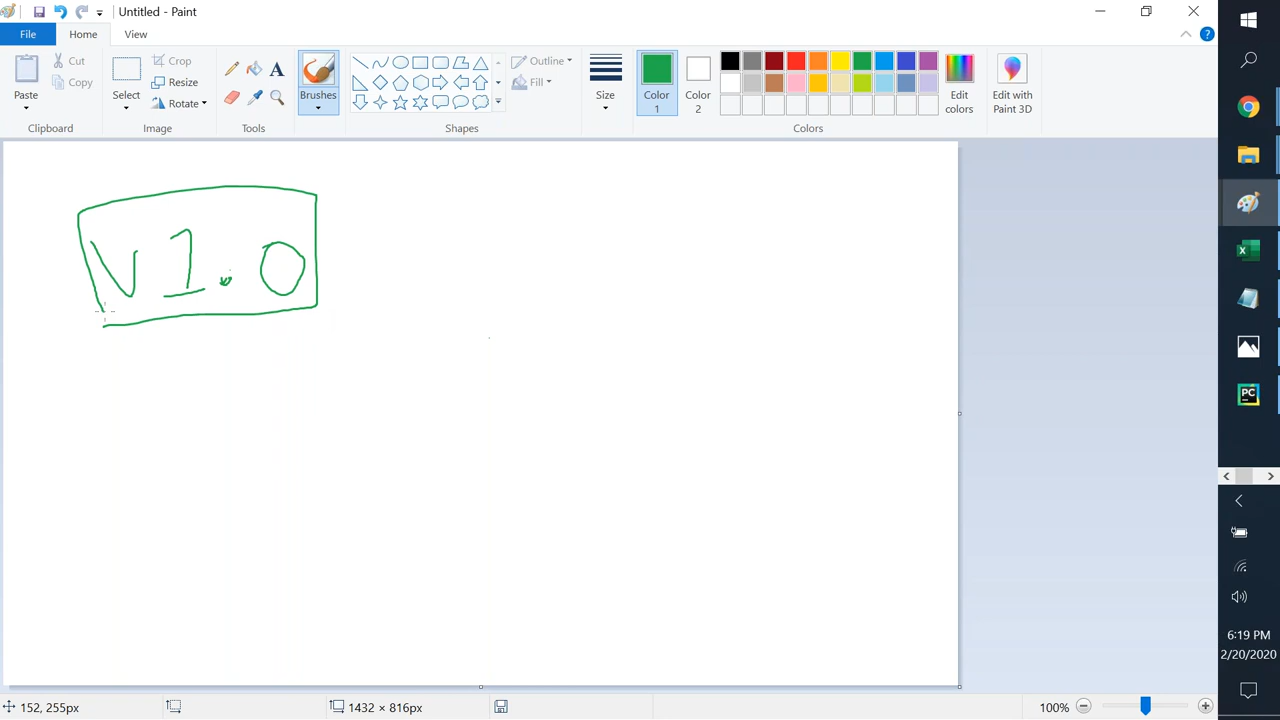 Untitled - Paint
File
Home
View
Paste
Cut
Copy
Clipboard
Select
Crop
Resize
Rotate
Image
A
Tools
Brushes
Outline
Fill
Shapes
Size
Color
1
Color
2
Edit
colors
Colors
Edit with
Paint 3D
?
V 1.0
PC
6:19 PM
2/20/2020
152, 255px
1432 × 816px
100%